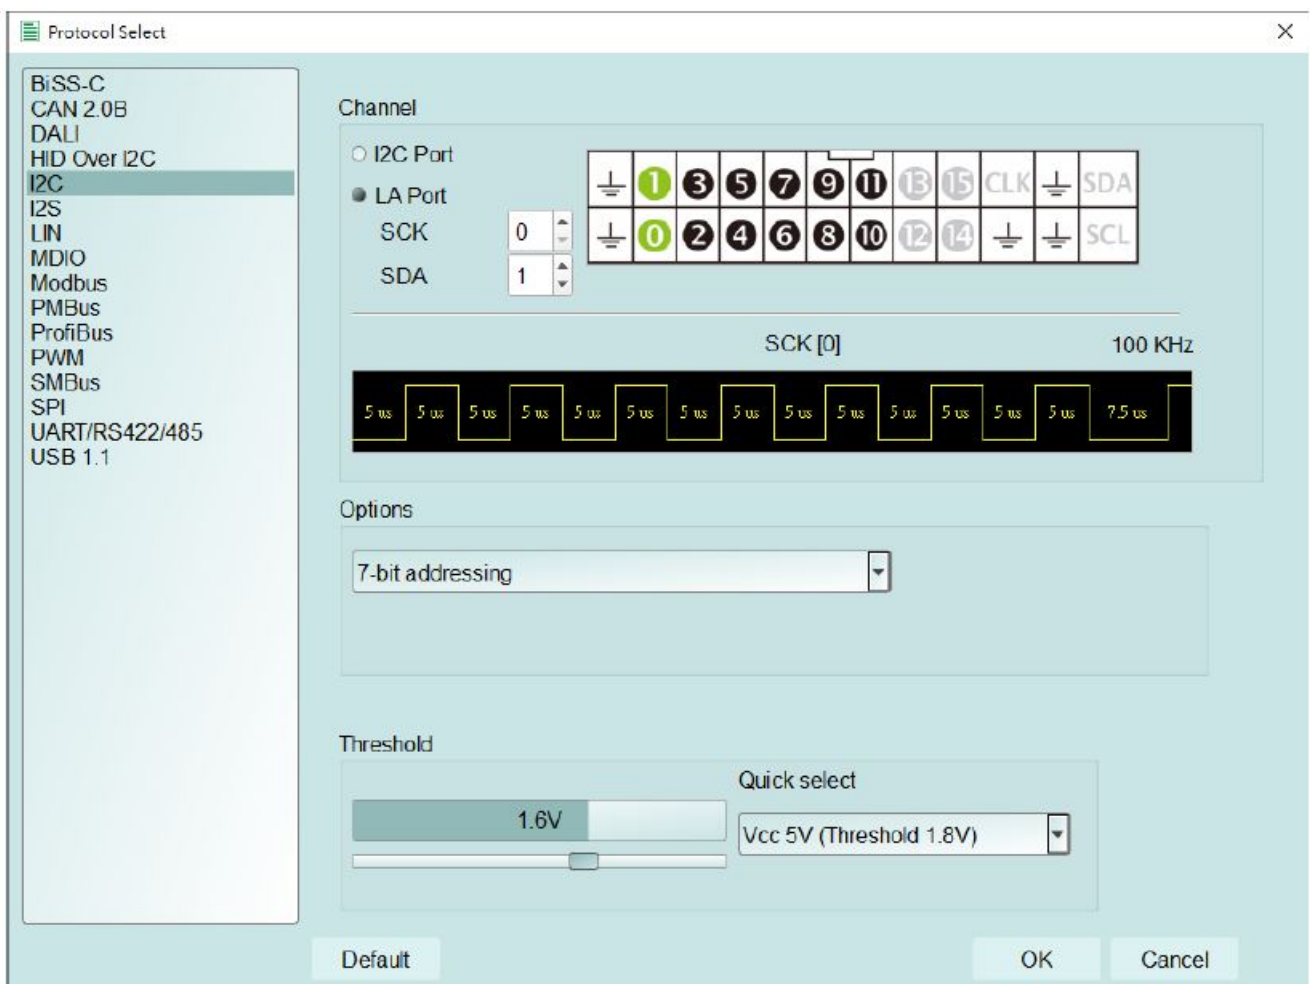 Protocol Select
BiSS-C
CAN 2.0B
DALI
HID Over I2C
I2C
I2S
LIN
MDIO
Modbus
PMBus
ProfiBus
PWM
SMBus
SPI
UART/RS422/485
USB 1.1
Channel
I2C Port
LA Port
SCK 0
SDA 1
1 3 5 7 9 11 13 15 CLK SDA
0 2 4 6 8 10 12 14 SCL
SCK [0] 100 KHz
5 us 5 us 5 us 5 us 5 us 5 us 5 us 5 us 5 us 5 us 5 us 5 us 5 us 5 us 7.5 us
Options
7-bit addressing
Threshold
Quick select
1.6V
Vcc 5V (Threshold 1.8V)
Default OK Cancel